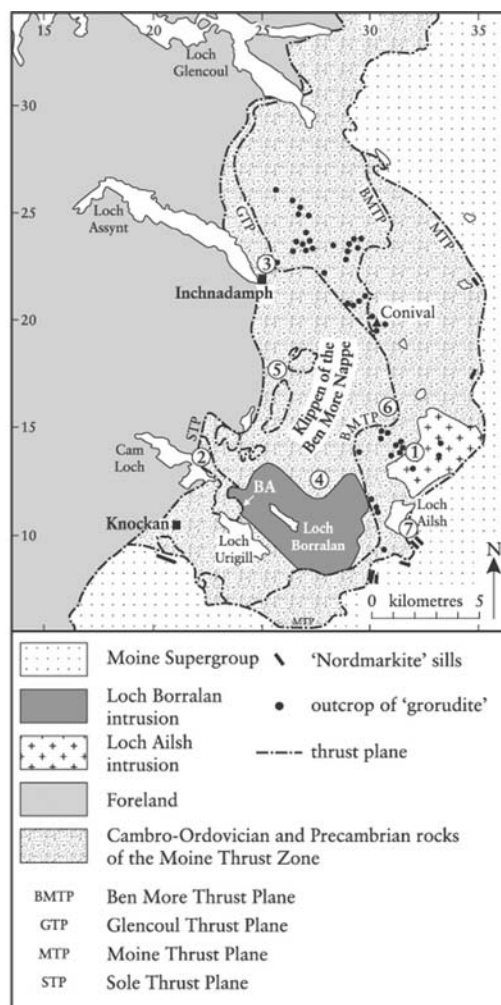 15
20
25
30
35
Loch
Glencoul
30
Loch
Assynt
GTP
BMTP
MTP
25
③
Inchnadamph
Conival
20
Klippen of the
Ben More Nappe
⑤
⑥
BMTP
15
STP
①
Cam
Loch
②
④
BA
Loch
Ailsh
⑦
Knockan
10
Loch
Urigill
Loch
Borralan
N
0 kilometres 5
MTP
Moine Supergroup
'Nordmarkite' sills
Loch Borralan
intrusion
outcrop of 'grorudite'
Loch Ailsh
intrusion
thrust plane
Foreland
Cambro-Ordovician and Precambrian rocks
of the Moine Thrust Zone
BMTP Ben More Thrust Plane
GTP Glencoul Thrust Plane
MTP Moine Thrust Plane
STP Sole Thrust Plane